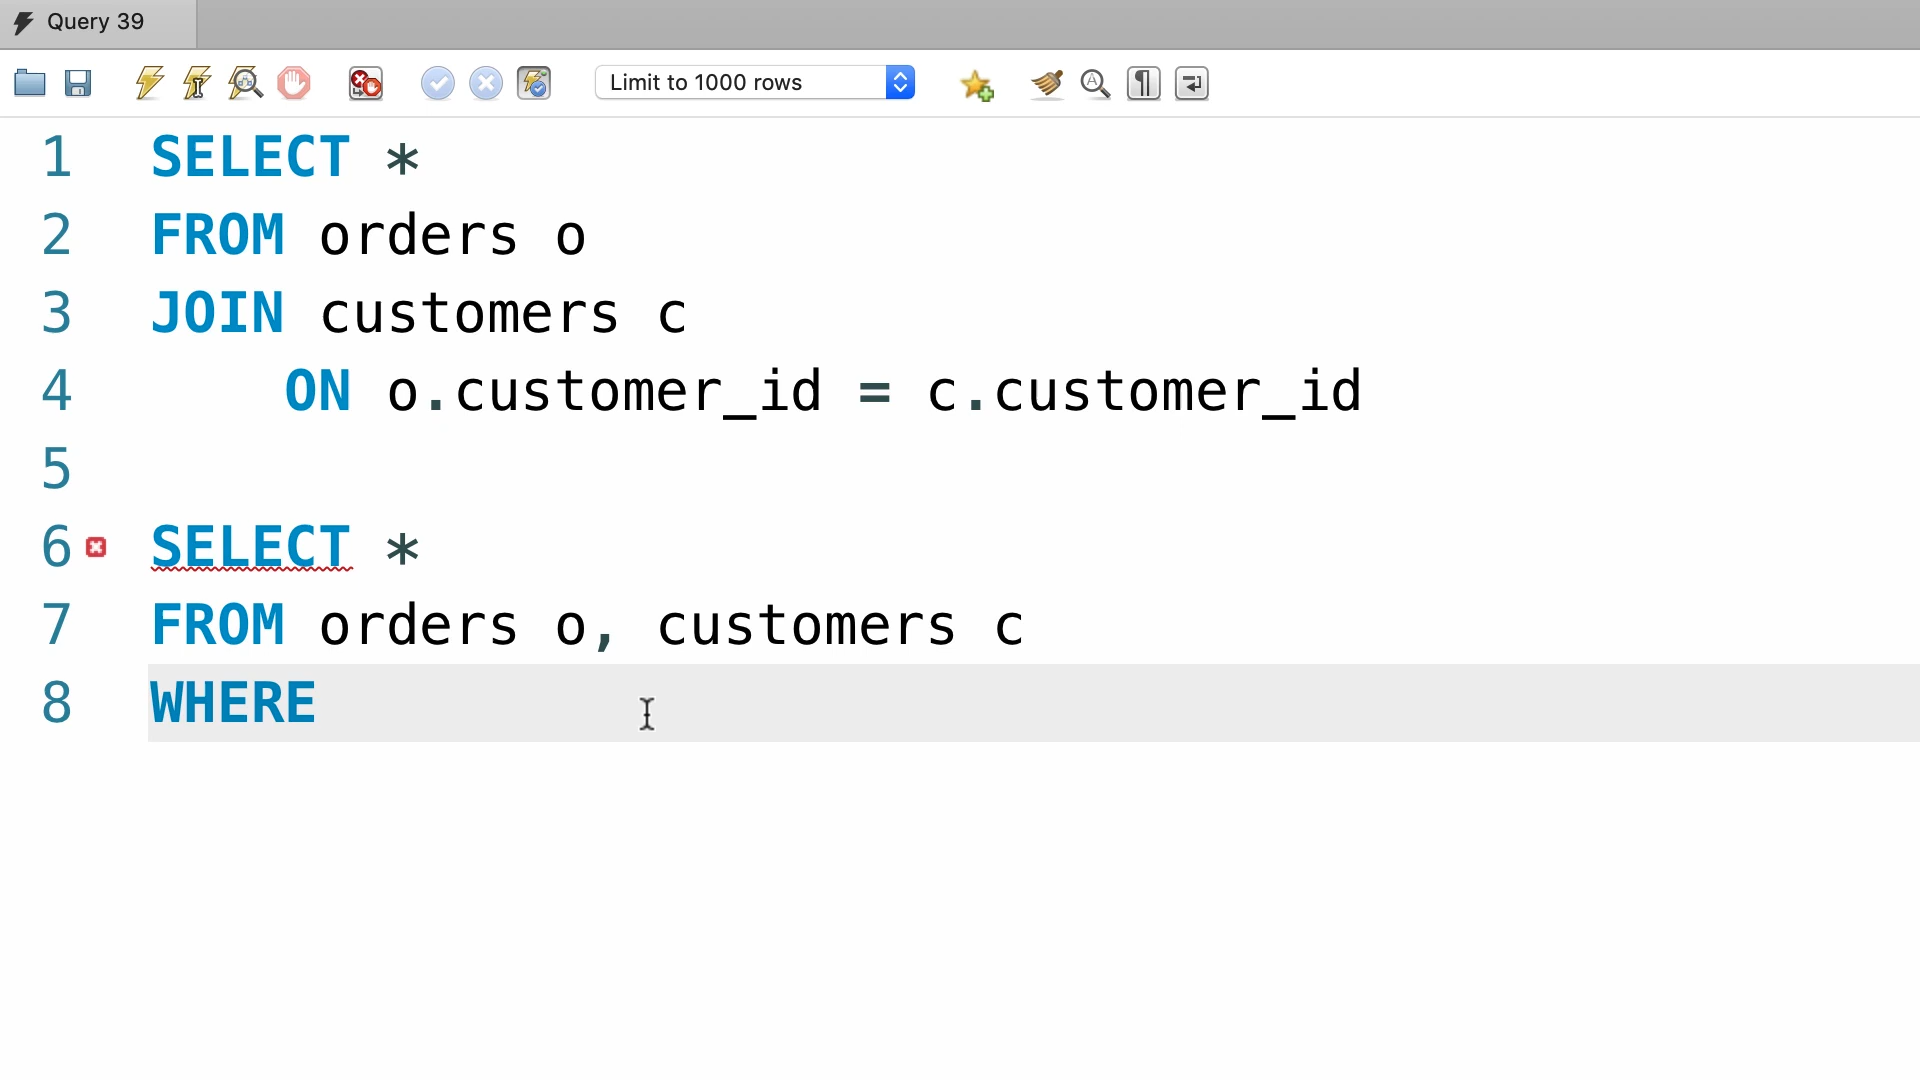 Query 39
Limit to 1000 rows
1 SELECT *
2 FROM orders o
3 JOIN customers c
4 ON o.customer_id = c.customer_id
5
6 SELECT *
7 FROM orders o, customers c
8 WHERE